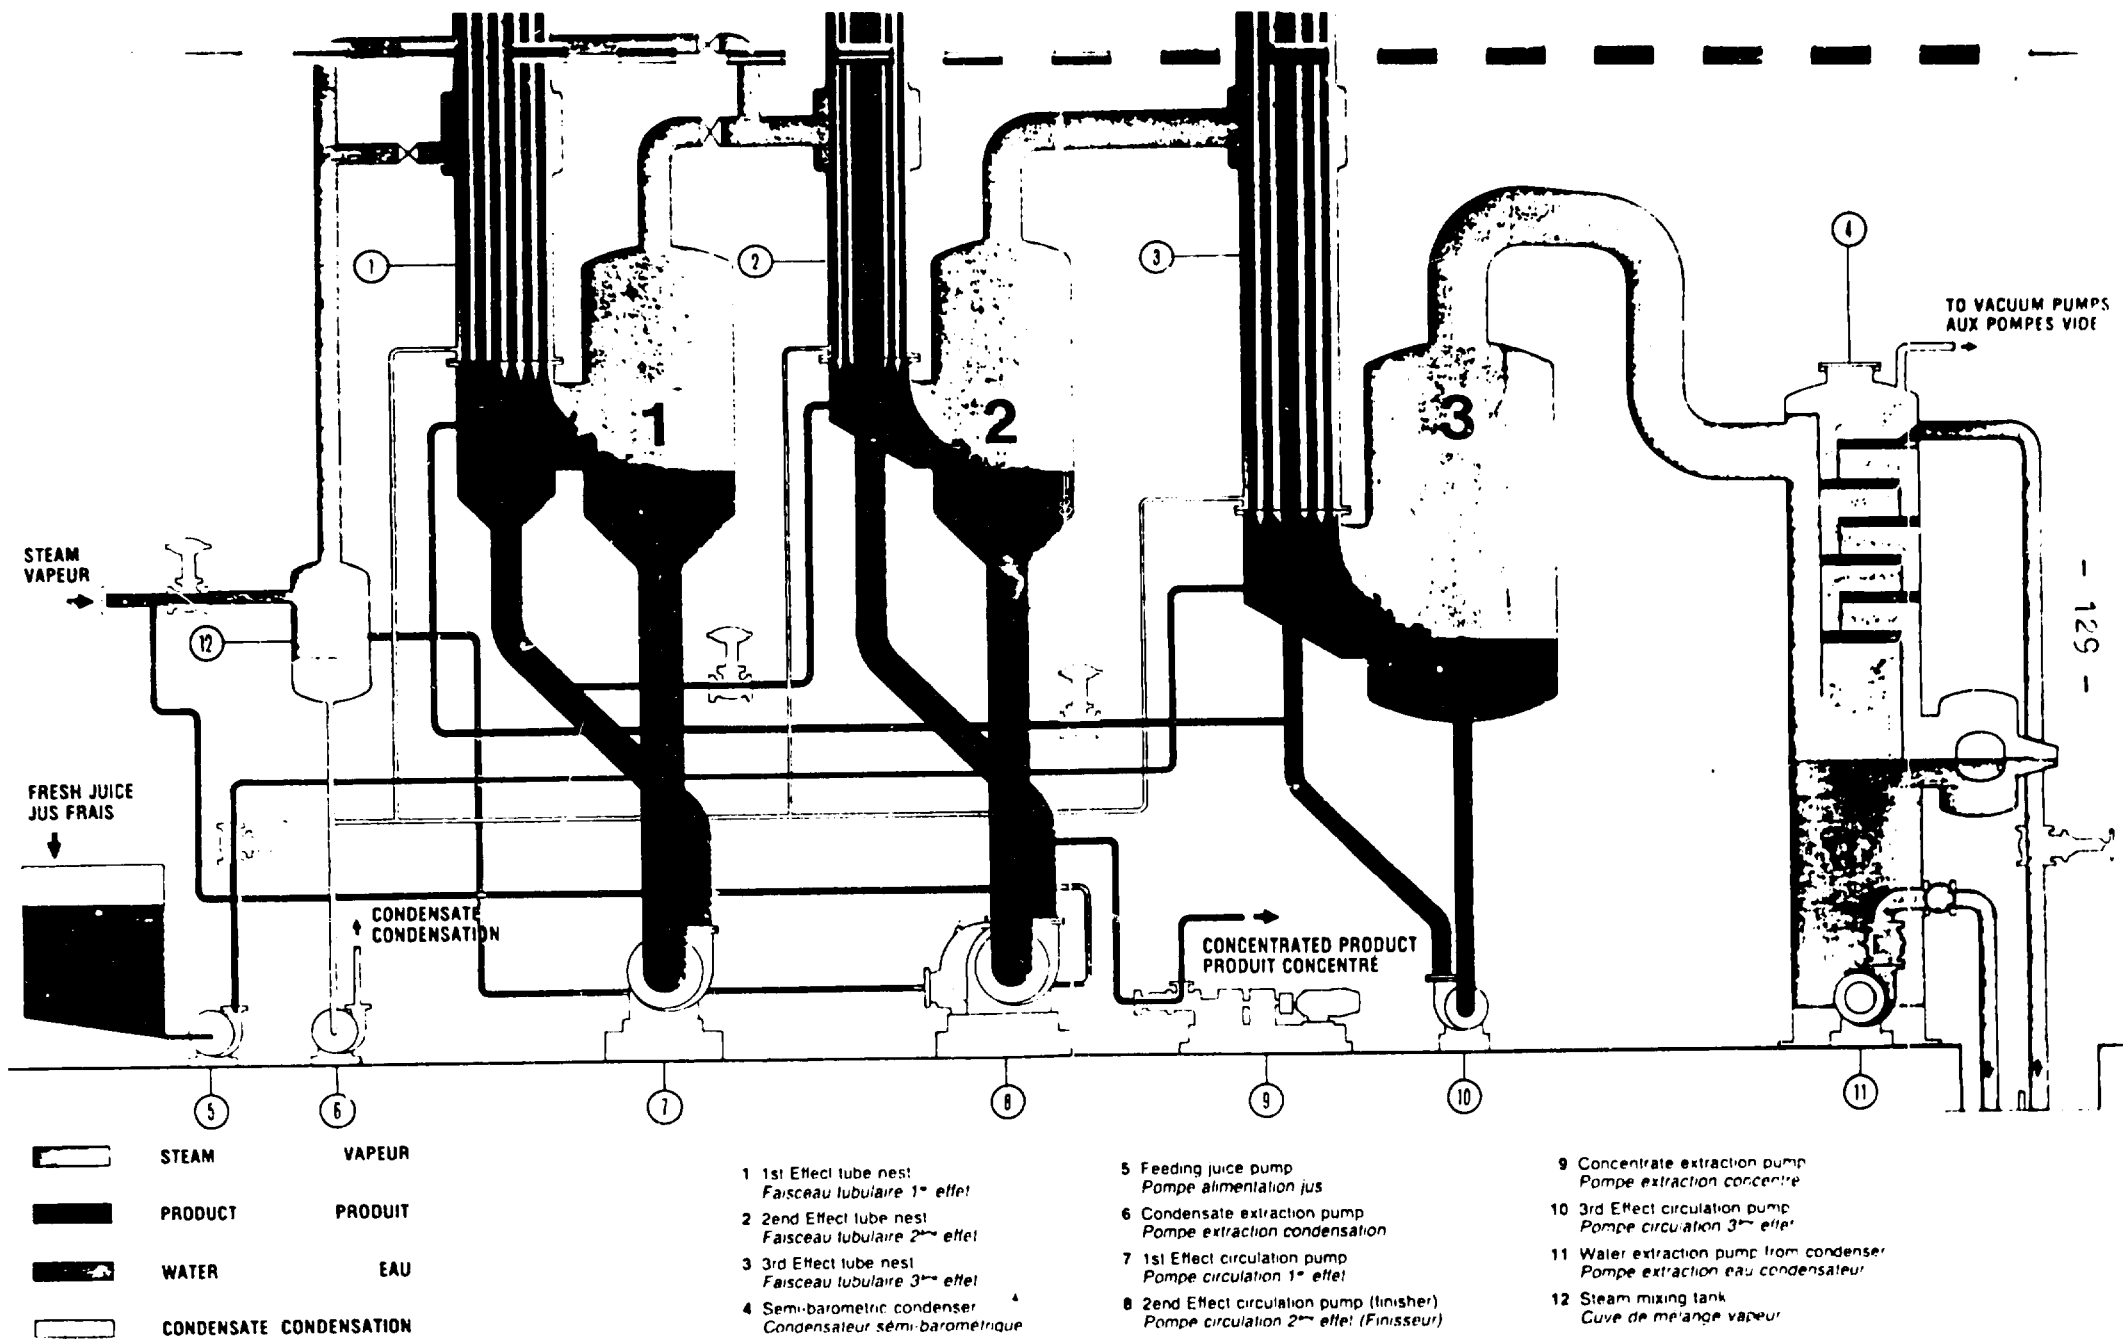 TO VACUUM PUMPS
AUX POMPES VIDE
STEAM
VAPEUR
FRESH JUICE
JUS FRAIS
CONDENSATE
CONDENSATION
CONCENTRATED PRODUCT
PRODUIT CONCENTRÉ
1
2
3
1
2
3
4
12
5
6
7
8
9
10
11
- 129 -
STEAM VAPEUR
PRODUCT PRODUIT
WATER EAU
CONDENSATE CONDENSATION
1 1st Effect tube nest
Faisceau tubulaire 1er effet
2 2end Effect tube nest
Faisceau tubulaire 2ème effet
3 3rd Effect tube nest
Faisceau tubulaire 3ème effet
4 Semi-barometric condenser
Condensateur sémi-barométrique
5 Feeding juice pump
Pompe alimentation jus
6 Condensate extraction pump
Pompe extraction condensation
7 1st Effect circulation pump
Pompe circulation 1er effet
8 2end Effect circulation pump (finisher)
Pompe circulation 2ème effet (Finisseur)
9 Concentrate extraction pump
Pompe extraction concentré
10 3rd Effect circulation pump
Pompe circulation 3ème effet
11 Water extraction pump from condenser
Pompe extraction eau condensateur
12 Steam mixing tank
Cuve de mélange vapeur